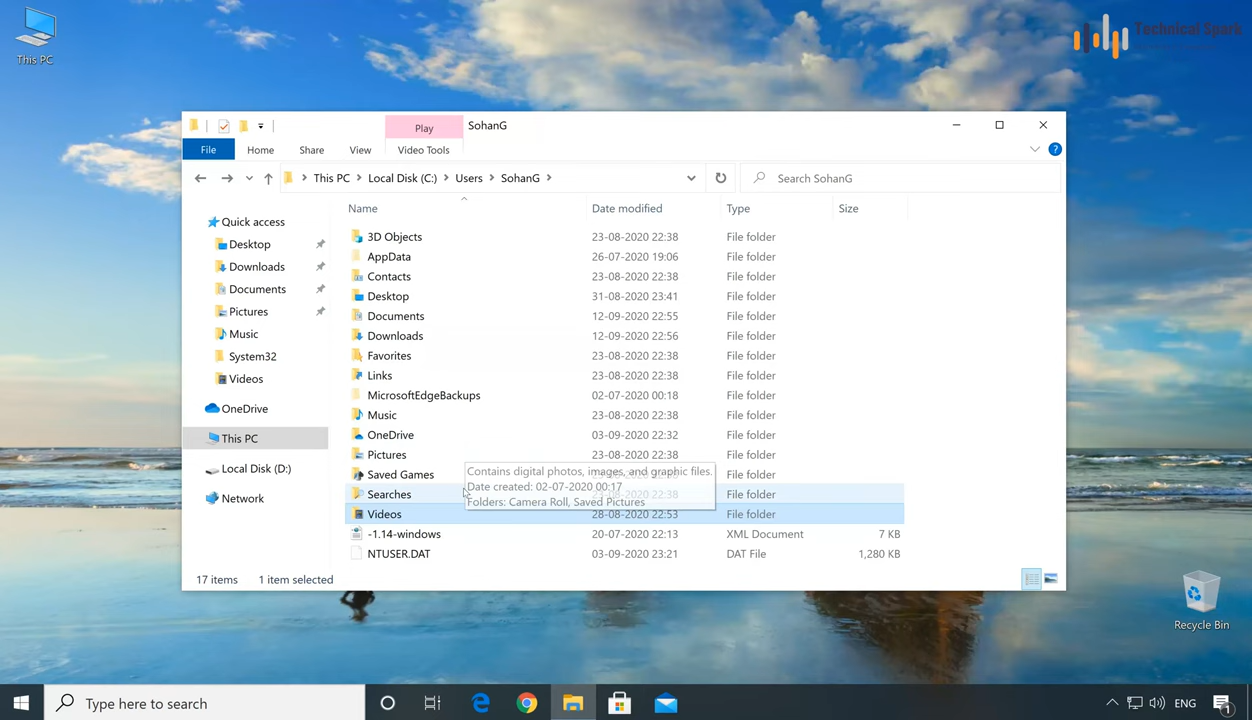 This PC
Technical Spark
Play
SohanG
File
Home
Share
View
Video Tools
This PC
Local Disk (C:)
Users
SohanG
Search SohanG
Name
Date modified
Type
Size
Quick access
Desktop
Downloads
Documents
Pictures
Music
System32
Videos
OneDrive
This PC
Local Disk (D:)
Network
3D Objects 23-08-2020 22:38 File folder
AppData 26-07-2020 19:06 File folder
Contacts 23-08-2020 22:38 File folder
Desktop 31-08-2020 23:41 File folder
Documents 12-09-2020 22:55 File folder
Downloads 12-09-2020 22:56 File folder
Favorites 23-08-2020 22:38 File folder
Links 23-08-2020 22:38 File folder
MicrosoftEdgeBackups 02-07-2020 00:18 File folder
Music 23-08-2020 22:38 File folder
OneDrive 03-09-2020 22:32 File folder
Pictures 23-08-2020 22:38 File folder
Saved Games File folder
Searches 23-08-2020 22:38 File folder
Videos 28-08-2020 22:53 File folder
-1.14-windows 20-07-2020 22:13 XML Document 7 KB
NTUSER.DAT 03-09-2020 23:21 DAT File 1,280 KB
Contains digital photos, images, and graphic files.
Date created: 02-07-2020 00:17
Folders: Camera Roll, Saved Pictures
17 items
1 item selected
Recycle Bin
Type here to search
ENG
1